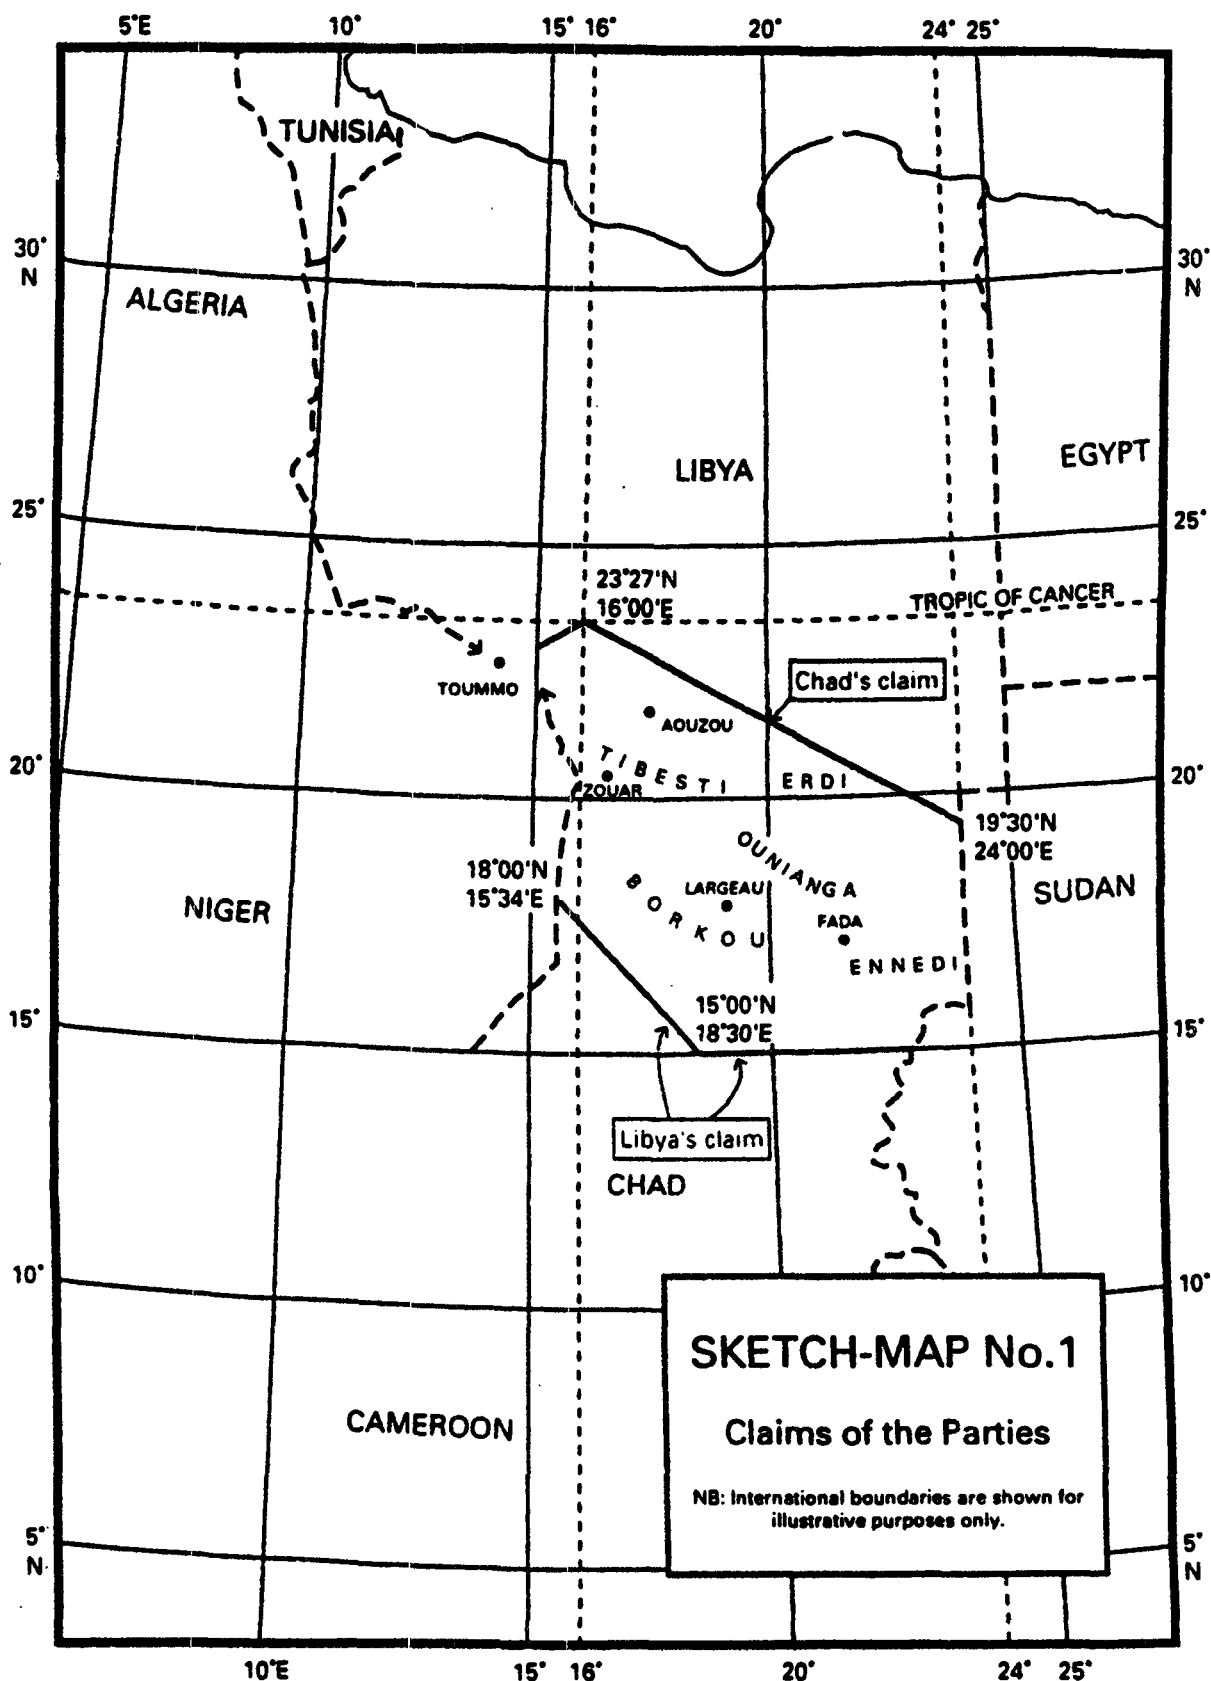 5°E 10° 15° 16° 20° 24° 25°
TUNISIA
30°
N
30°
N
ALGERIA
LIBYA
EGYPT
25°
25°
23°27'N
16°00'E
TROPIC OF CANCER
TOUMMO
Chad's claim
AOUZOU
TIBESTI
ERDI
20°
20°
ZOUAR
19°30'N
24°00'E
OUNIANGA
18°00'N
15°34'E
BORKOU
LARGEAU
FADA
SUDAN
NIGER
ENNEDI
15°
15°
15°00'N
18°30'E
Libya's claim
CHAD
10°
10°
SKETCH-MAP No.1
Claims of the Parties
NB: International boundaries are shown for
illustrative purposes only.
CAMEROON
5°
N
5°
N
10°E 15° 16° 20° 24° 25°